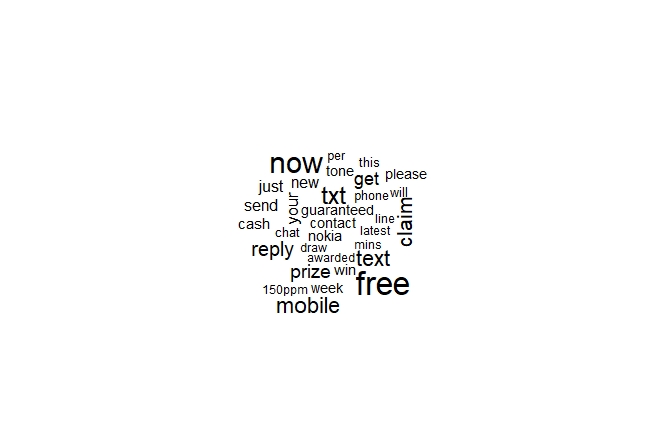 now per this
tone get please
just new txt phone will
send your guaranteed line claim
cash contact latest
chat nokia mins
reply draw awarded text
prize win free
150ppm week
mobile